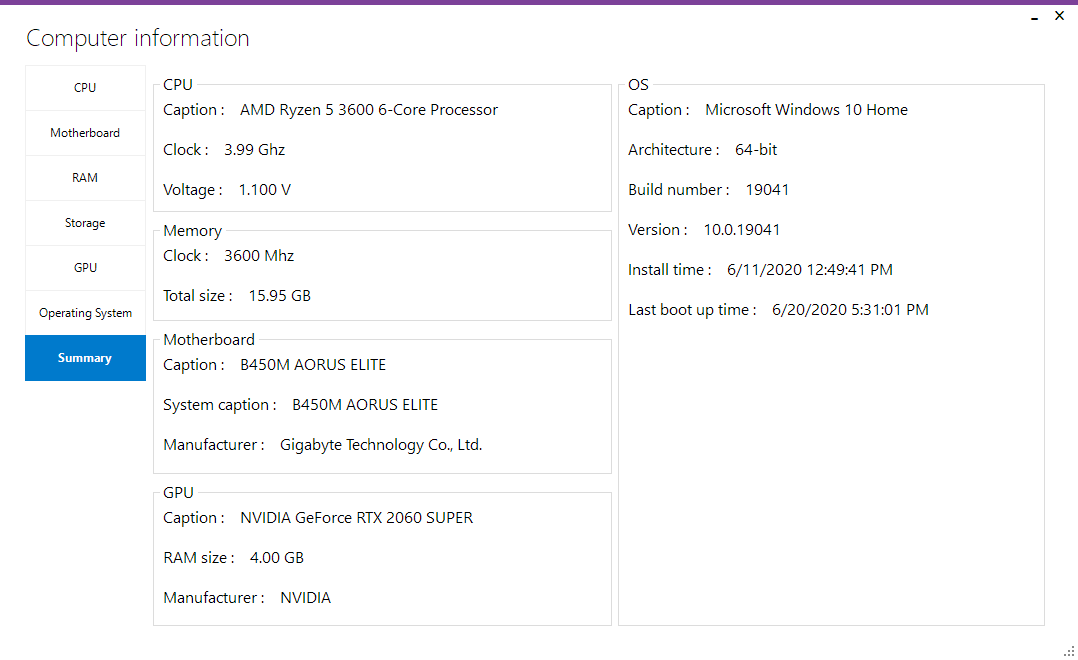 Computer information
CPU
Motherboard
RAM
Storage
GPU
Operating System
Summary
CPU
Caption : AMD Ryzen 5 3600 6-Core Processor
Clock : 3.99 Ghz
Voltage : 1.100 V
Memory
Clock : 3600 Mhz
Total size : 15.95 GB
Motherboard
Caption : B450M AORUS ELITE
System caption : B450M AORUS ELITE
Manufacturer : Gigabyte Technology Co., Ltd.
GPU
Caption : NVIDIA GeForce RTX 2060 SUPER
RAM size : 4.00 GB
Manufacturer : NVIDIA
OS
Caption : Microsoft Windows 10 Home
Architecture : 64-bit
Build number : 19041
Version : 10.0.19041
Install time : 6/11/2020 12:49:41 PM
Last boot up time : 6/20/2020 5:31:01 PM